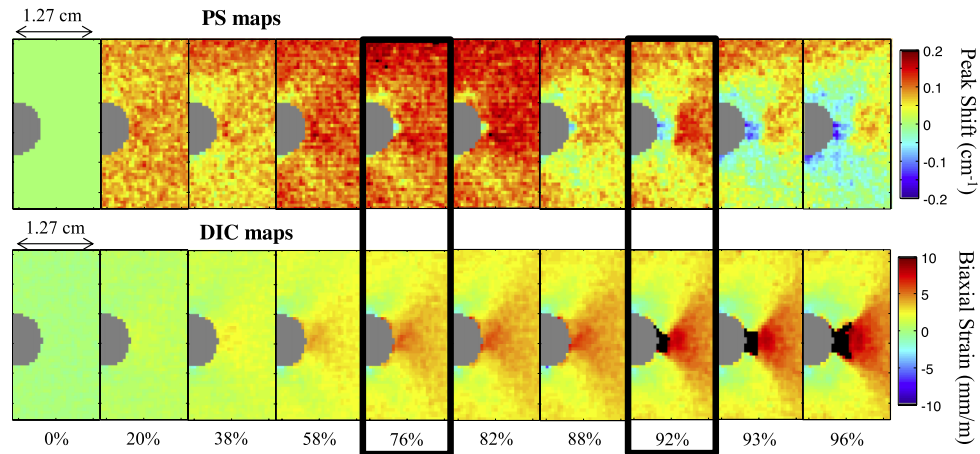 1.27 cm
PS maps
0.2
0.1
0
-0.1
-0.2
Peak Shift (cm⁻¹)
1.27 cm
DIC maps
10
5
0
-5
-10
Biaxial Strain (mm/m)
0% 20% 38% 58% 76% 82% 88% 92% 93% 96%